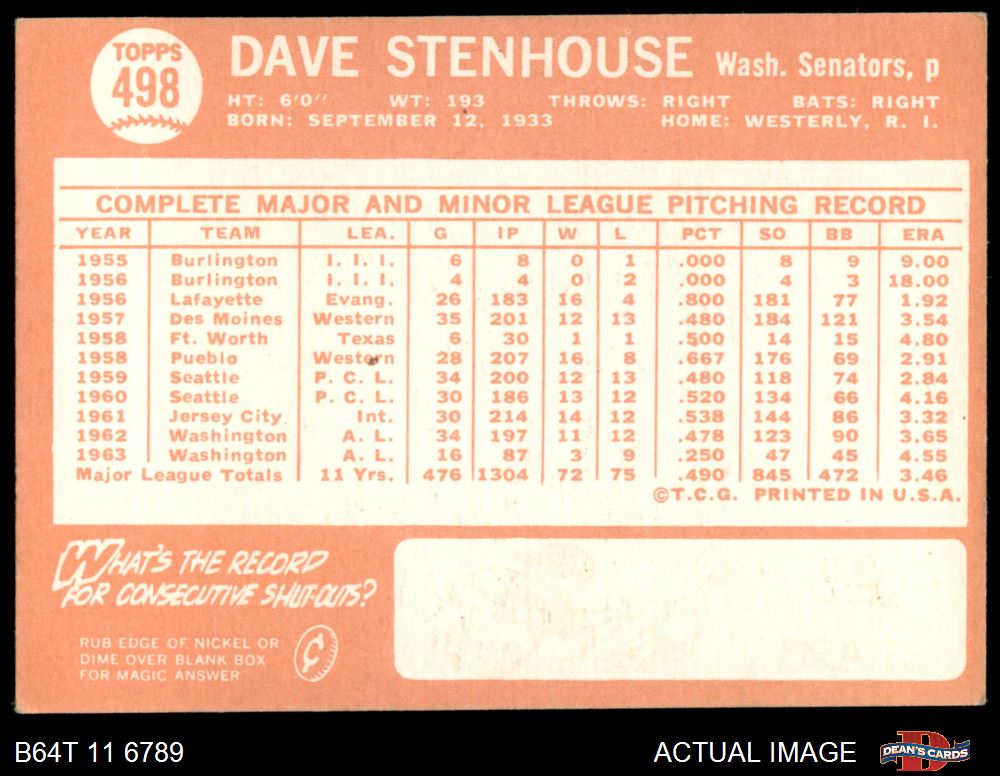 TOPPS
498
DAVE STENHOUSE Wash. Senators, p
HT: 6'0" WT: 193 THROWS: RIGHT BATS: RIGHT
BORN: SEPTEMBER 12, 1933 HOME: WESTERLY, R. I.
COMPLETE MAJOR AND MINOR LEAGUE PITCHING RECORD
YEAR TEAM LEA. G IP W L PCT SO BB ERA
1955 Burlington I. I. I. 6 8 0 1 .000 8 9 9.00
1956 Burlington I. I. I. 4 4 0 2 .000 4 3 18.00
1956 Lafayette Evang. 26 183 16 4 .800 181 77 1.92
1957 Des Moines Western 35 201 12 13 .480 184 121 3.54
1958 Ft. Worth Texas 6 30 1 1 .500 14 15 4.80
1958 Pueblo Western 28 207 16 8 .667 176 69 2.91
1959 Seattle P. C. L. 34 200 12 13 .480 118 74 2.84
1960 Seattle P. C. L. 30 186 13 12 .520 134 66 4.16
1961 Jersey City Int. 30 214 14 12 .538 144 86 3.32
1962 Washington A. L. 34 197 11 12 .478 123 90 3.65
1963 Washington A. L. 16 87 3 9 .250 47 45 4.55
Major League Totals 11 Yrs. 476 1304 72 75 .490 845 472 3.46
©T.C.G. PRINTED IN U.S.A.
WHAT'S THE RECORD
FOR CONSECUTIVE SHUT-OUTS?
RUB EDGE OF NICKEL OR
DIME OVER BLANK BOX
FOR MAGIC ANSWER
¢
B64T 11 6789 ACTUAL IMAGE D DEAN'S CARDS